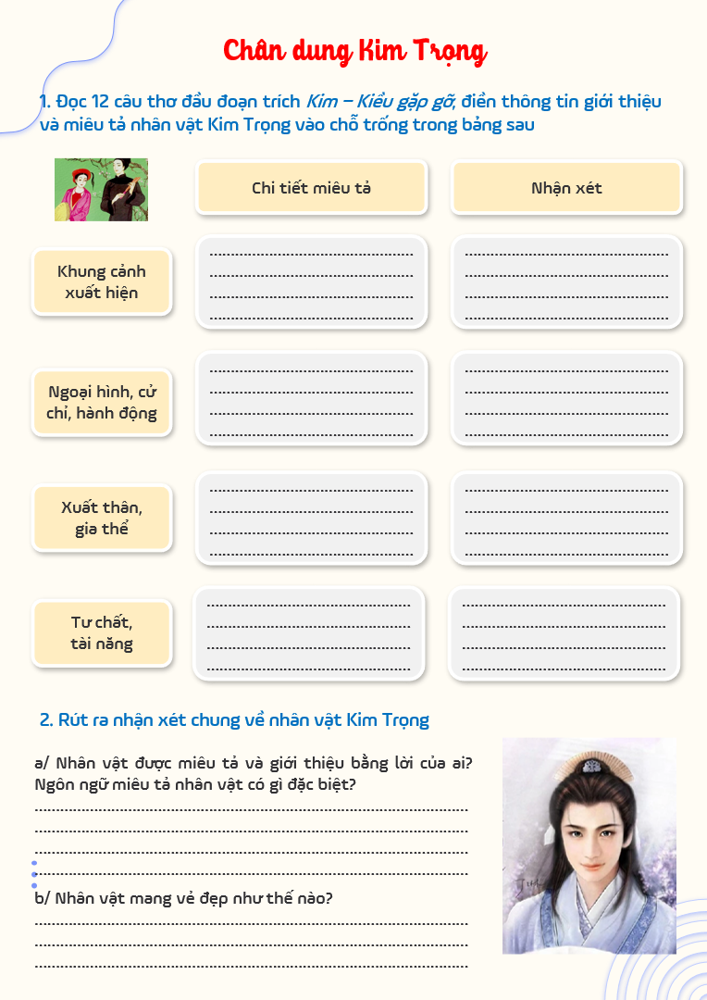 Chân dung Kim Trọng
1. Đọc 12 câu thơ đầu đoạn trích Kim – Kiều gặp gỡ, điền thông tin giới thiệu
và miêu tả nhân vật Kim Trọng vào chỗ trống trong bảng sau
Chi tiết miêu tả
Nhận xét
Khung cảnh
xuất hiện
Ngoại hình, cử
chỉ, hành động
Xuất thân,
gia thể
Tư chất,
tài năng
2. Rút ra nhận xét chung về nhân vật Kim Trọng
a/ Nhân vật được miêu tả và giới thiệu bằng lời của ai?
Ngôn ngữ miêu tả nhân vật có gì đặc biệt?
b/ Nhân vật mang vẻ đẹp như thế nào?